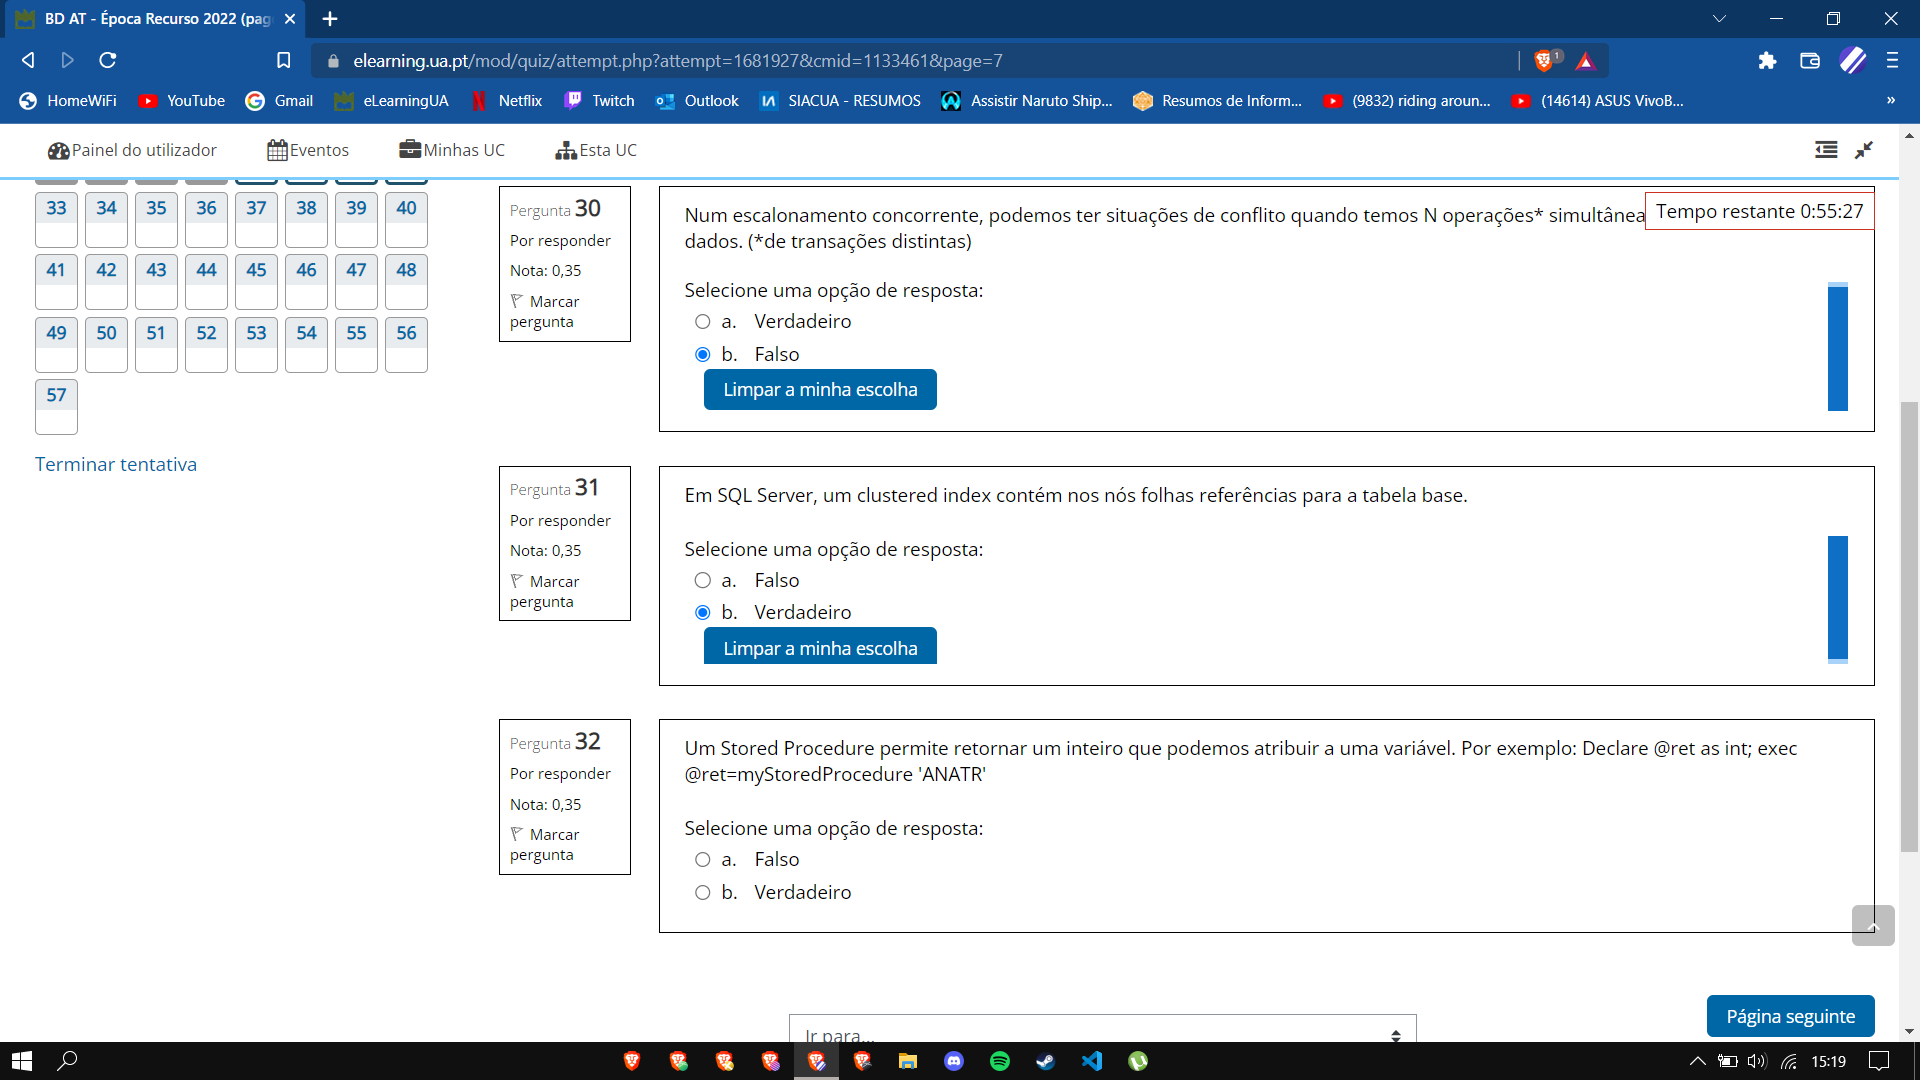 BD AT - Época Recurso 2022 (pag
elearning.ua.pt/mod/quiz/attempt.php?attempt=1681927&cmid=1133461&page=7
1
HomeWiFi YouTube Gmail eLearningUA Netflix Twitch Outlook SIACUA - RESUMOS Assistir Naruto Ship... Resumos de Inform... (9832) riding aroun... (14614) ASUS VivoB... »
Painel do utilizador Eventos Minhas UC Esta UC
33 34 35 36 37 38 39 40
41 42 43 44 45 46 47 48
49 50 51 52 53 54 55 56
57
Terminar tentativa
Pergunta 30
Por responder
Nota: 0,35
Marcar
pergunta
Num escalonamento concorrente, podemos ter situações de conflito quando temos N operações* simultânea
dados. (*de transações distintas)
Tempo restante 0:55:27
Selecione uma opção de resposta:
a. Verdadeiro
b. Falso
Limpar a minha escolha
Pergunta 31
Por responder
Nota: 0,35
Marcar
pergunta
Em SQL Server, um clustered index contém nos nós folhas referências para a tabela base.
Selecione uma opção de resposta:
a. Falso
b. Verdadeiro
Limpar a minha escolha
Pergunta 32
Por responder
Nota: 0,35
Marcar
pergunta
Um Stored Procedure permite retornar um inteiro que podemos atribuir a uma variável. Por exemplo: Declare @ret as int; exec
@ret=myStoredProcedure 'ANATR'
Selecione uma opção de resposta:
a. Falso
b. Verdadeiro
Página seguinte
Ir para...
15:19